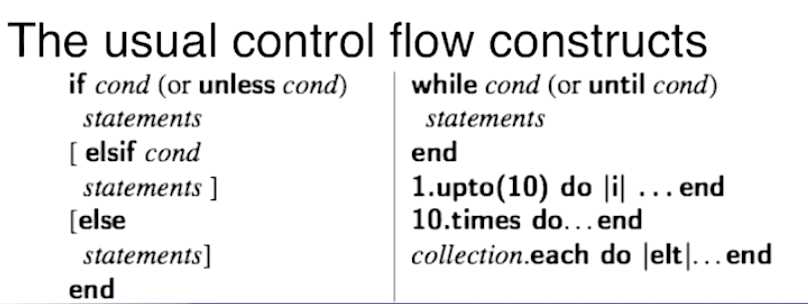 The usual control flow constructs
if cond (or unless cond)
statements
[ elsif cond
statements ]
[else
statements]
end
while cond (or until cond)
statements
end
1.upto(10) do |i| ...end
10.times do...end
collection.each do |elt|...end